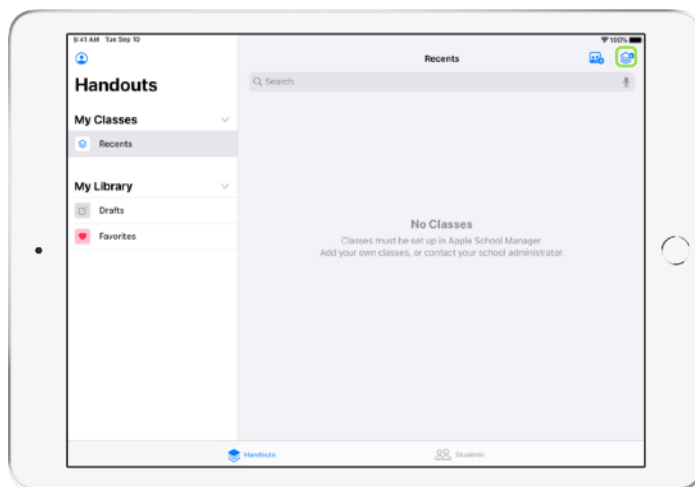 9:41 AM Tue Sep 10
100%
Handouts
Recents
Search
My Classes
Recents
My Library
Drafts
Favorites
No Classes
Classes must be set up in Apple School Manager.
Add your own classes, or contact your school administrator.
Handouts
Students